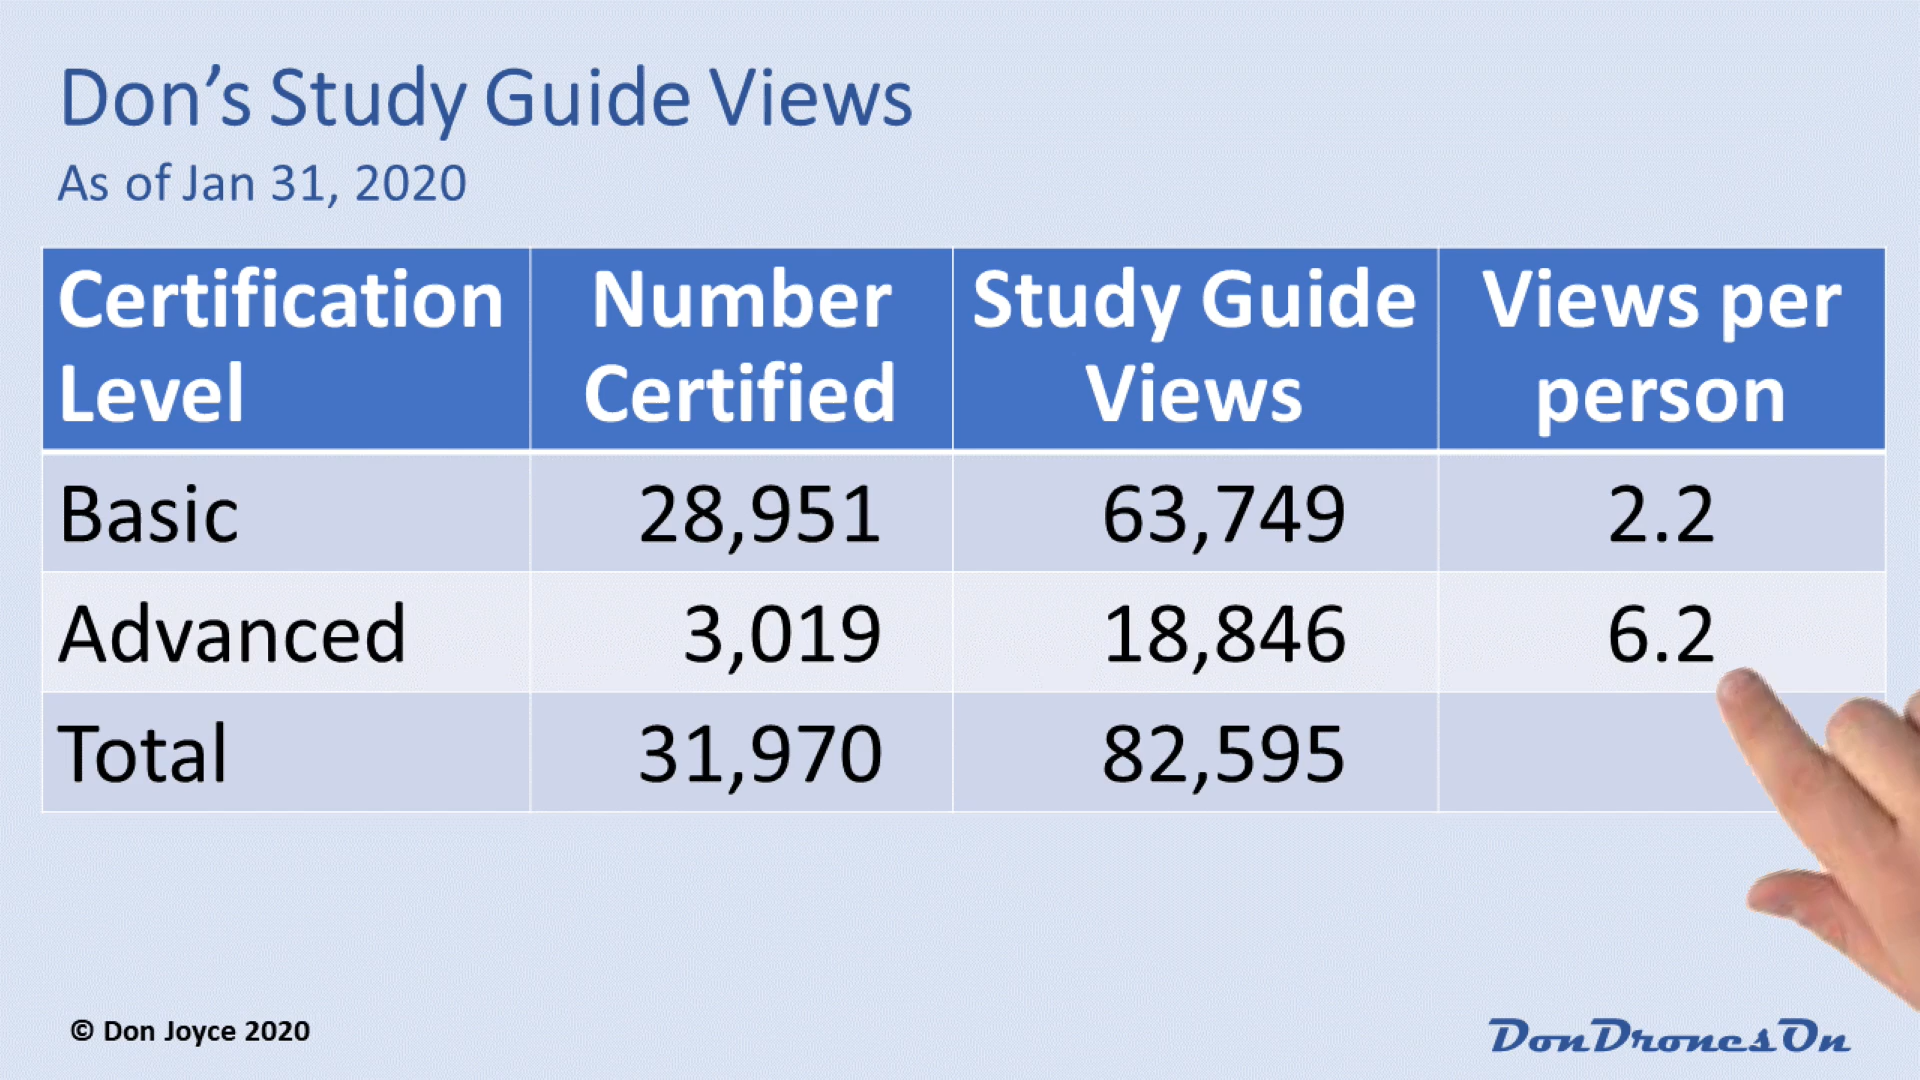 Don’s Study Guide Views
As of Jan 31, 2020
Certification Level Number Certified Study Guide Views Views per person
Basic 28,951 63,749 2.2
Advanced 3,019 18,846 6.2
Total 31,970 82,595
© Don Joyce 2020
DonDronesOn